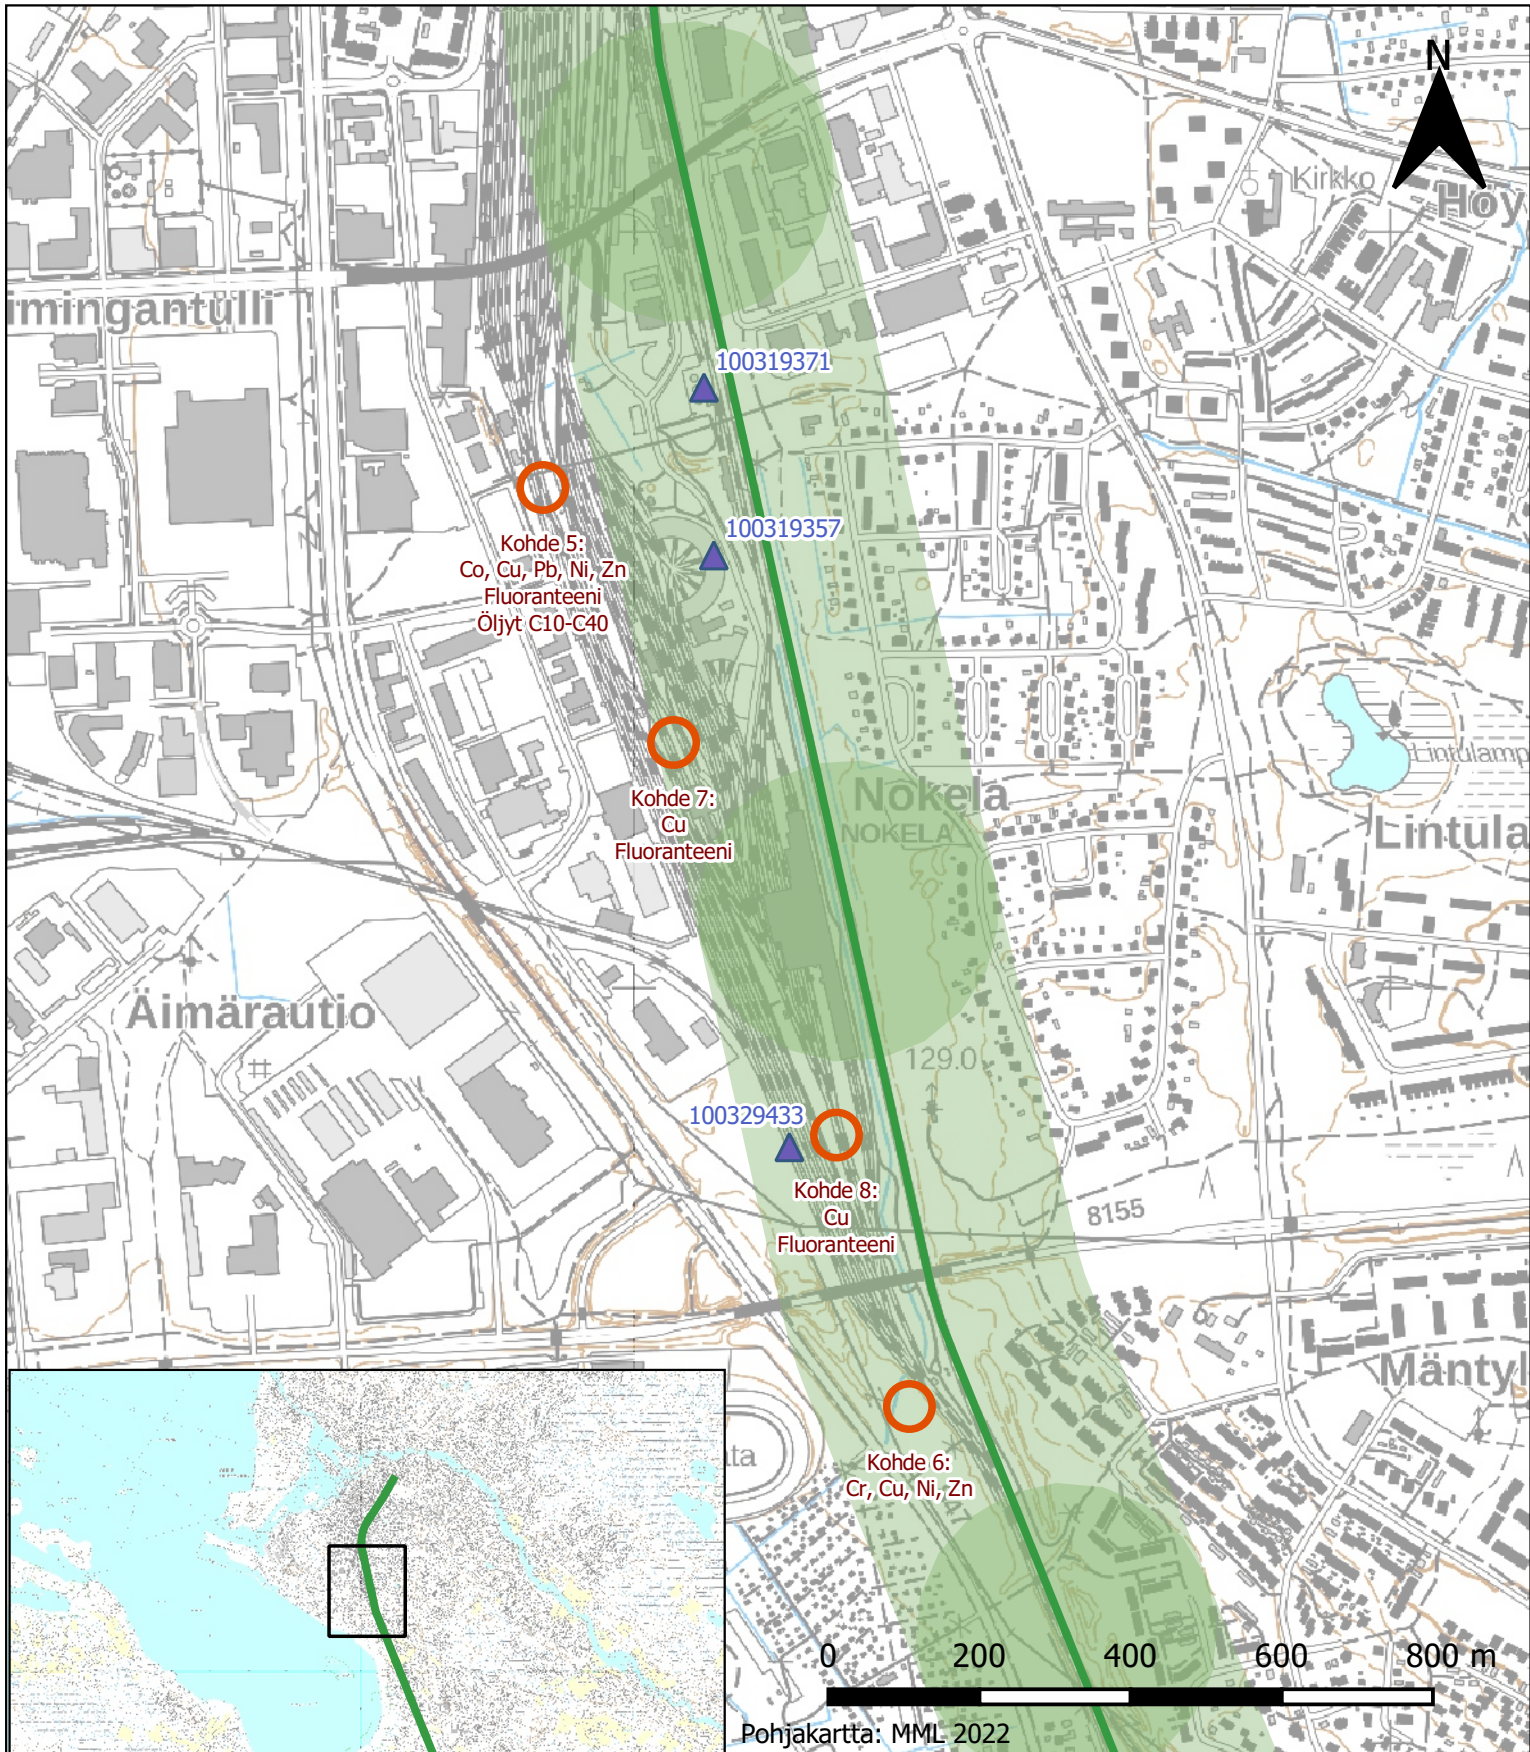 N
Kirkko
Höy
imingantulli
100319371
100319357
Kohde 5:
Co, Cu, Pb, Ni, Zn
Fluoranteeni
Öljyt C10-C40
Lintulamp
Kohde 7:
Cu
Fluoranteeni
Nokela
NOKELA
Lintula
Äimärautio
129.0
100329433
Kohde 8:
Cu
Fluoranteeni
8155
Mäntyl
Kohde 6:
Cr, Cu, Ni, Zn
0 200 400 600 800 m
Pohjakartta: MML 2022